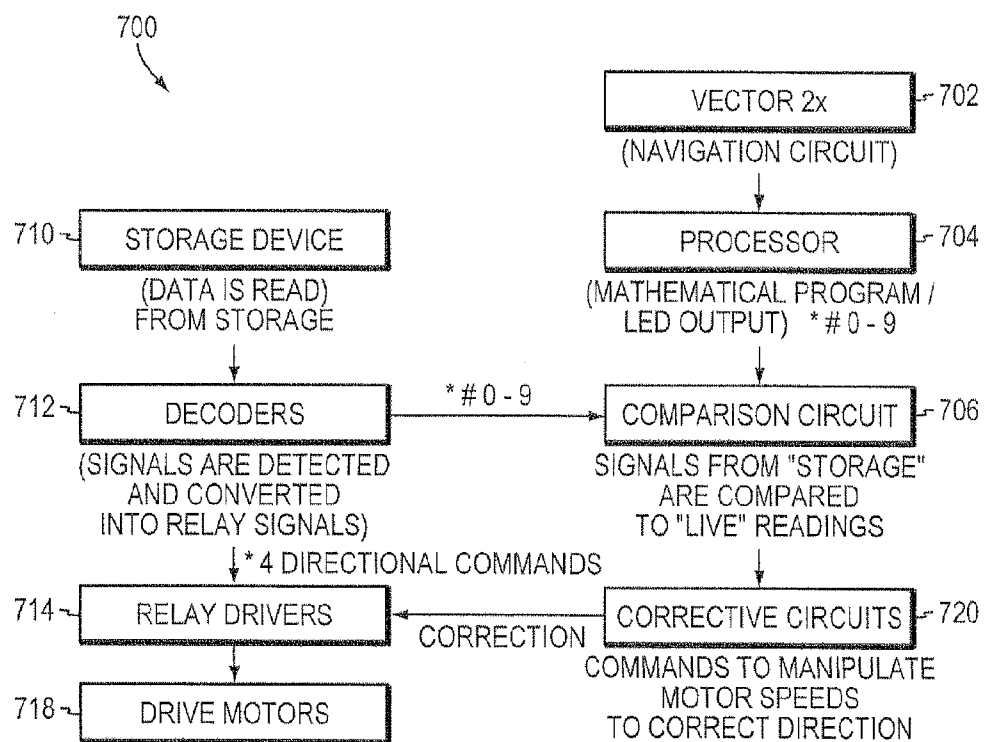 700
VECTOR 2x
702
(NAVIGATION CIRCUIT)
710
STORAGE DEVICE
(DATA IS READ)
FROM STORAGE
PROCESSOR
704
(MATHEMATICAL PROGRAM /
LED OUTPUT) *# 0 - 9
712
DECODERS
*# 0 - 9
COMPARISON CIRCUIT
706
(SIGNALS ARE DETECTED
AND CONVERTED
INTO RELAY SIGNALS)
SIGNALS FROM "STORAGE"
ARE COMPARED
TO "LIVE" READINGS
* 4 DIRECTIONAL COMMANDS
714
RELAY DRIVERS
CORRECTION
CORRECTIVE CIRCUITS
720
COMMANDS TO MANIPULATE
MOTOR SPEEDS
TO CORRECT DIRECTION
718
DRIVE MOTORS